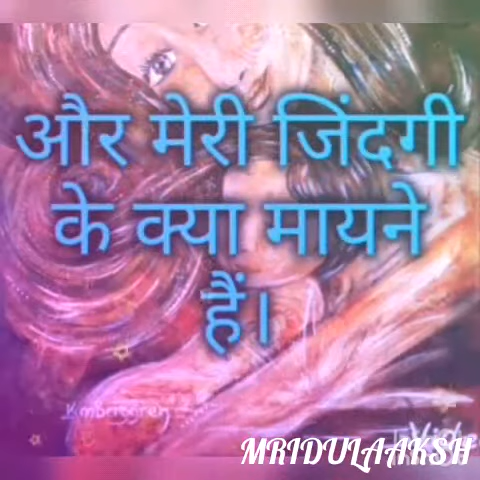 और मेरी जिंदगी
के क्या मायने
हैं।
MRIDULAAKSH